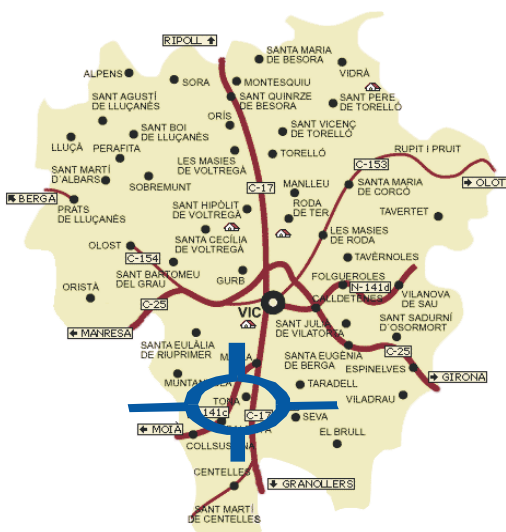 RIPOLL
SANTA MARIA
DE BESORA
VIDRÀ
ALPENS
SORA
MONTESQUIU
SANT QUINRZE
DE BESORA
SANT PERE
DE TORELLÓ
SANT AGUSTÍ
DE LLUÇANÈS
ORÍS
SANT BOI
DE LLUÇANÈS
SANT VICENÇ
DE TORELLÓ
LLUÇÀ
PERAFITA
RUPIT I PRUIT
LES MASIES
DE VOLTREGÀ
TORELLÓ
C-153
SANT MARTÍ
D´ALBARS
SOBREMUNT
C-17
MANLLEU
SANTA MARIA
DE CORCÓ
OLOT
BERGA
PRATS
DE LLUÇANÈS
SANT HIPÒLIT
DE VOLTREGÀ
RODA
DE TER
TAVERTET
LES MASIES
DE RODA
OLOST
C-154
SANTA CECÍLIA
DE VOLTREGÀ
TAVÈRNOLES
SANT BARTOMEU
DEL GRAU
GURB
FOLGUEROLES
N-141d
ORISTÀ
C-25
VIC
CALLDETENES
VILANOVA
DE SAU
MANRESA
SANT JULIÀ
DE VILATORTA
SANT SADURNÍ
D´OSORMORT
SANTA EULÀLIA
DE RIUPRIMER
SANTA EUGÈNIA
DE BERGA
C-25
ESPINELVES
GIRONA
TARADELL
TONA
VILADRAU
141c
C-17
SEVA
MOIÀ
EL BRULL
CENTELLES
GRANOLLERS
SANT MARTÍ
DE CENTELLES